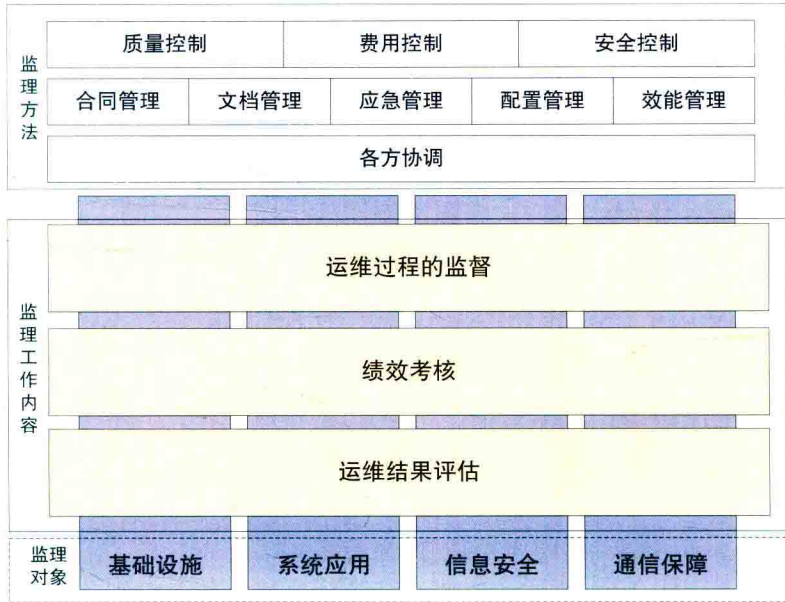 监理方法
质量控制 费用控制 安全控制
合同管理 文档管理 应急管理 配置管理 效能管理
各方协调
监理工作内容
运维过程的监督
绩效考核
运维结果评估
监理
对象
基础设施 系统应用 信息安全 通信保障